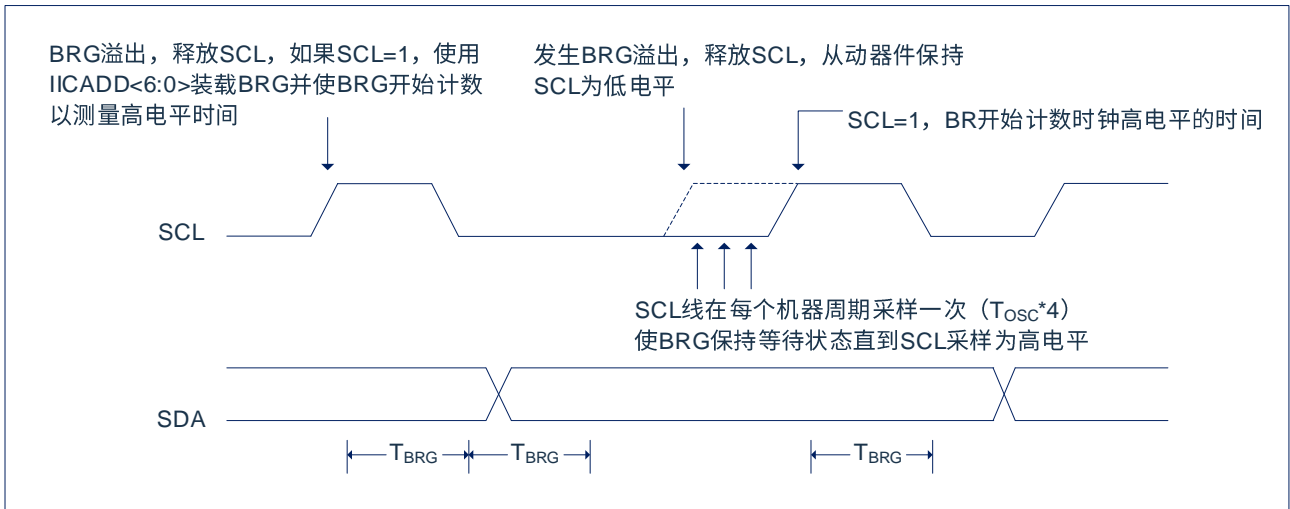 BRG溢出，释放SCL，如果SCL=1，使用
IICADD<6:0>装载BRG并使BRG开始计数
以测量高电平时间
发生BRG溢出，释放SCL，从动器件保持
SCL为低电平
SCL=1，BR开始计数时钟高电平的时间
SCL
SCL线在每个机器周期采样一次（TOSC*4）
使BRG保持等待状态直到SCL采样为高电平
SDA
TBRG
TBRG
TBRG